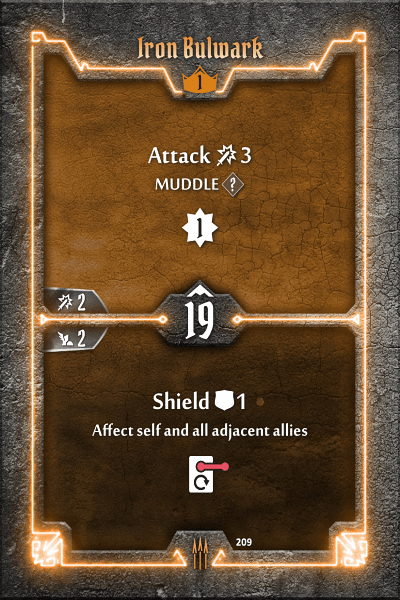 Iron Bulwark
1
Attack 3
MUDDLE ?
1
2
19
2
Shield 1
Affect self and all adjacent allies
209